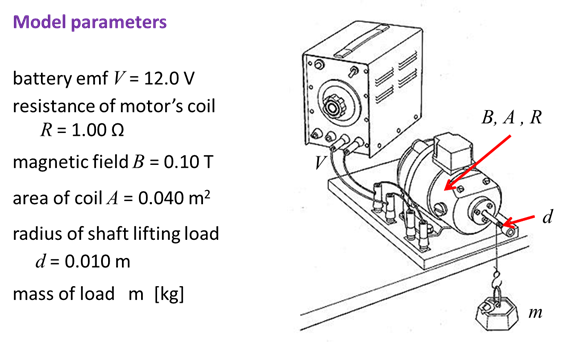 Model parameters
battery emf V = 12.0 V
resistance of motor's coil
R = 1.00 Ω
magnetic field B = 0.10 T
area of coil A = 0.040 m²
radius of shaft lifting load
d = 0.010 m
mass of load m [kg]
B, A , R
V
d
m